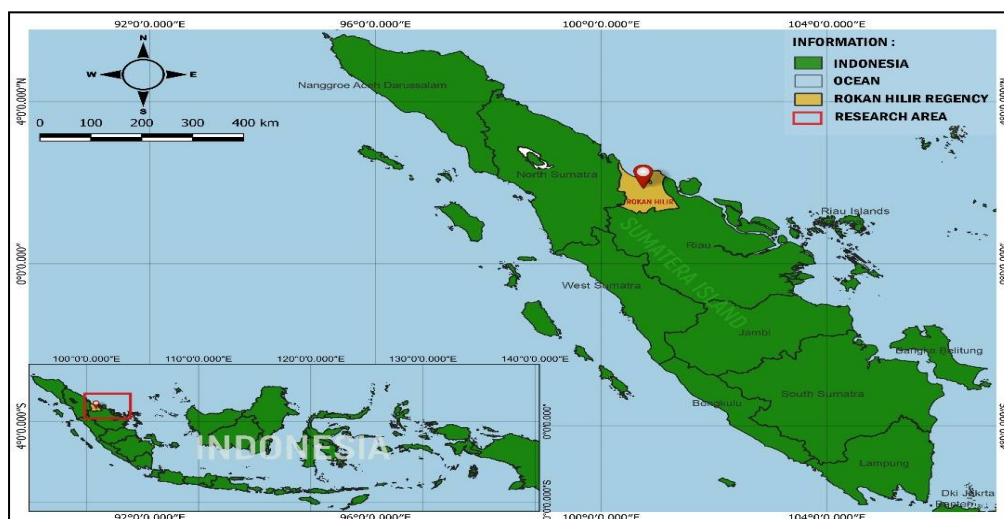 92°0'0.000"E 96°0'0.000"E 100°0'0.000"E 104°0'0.000"E
N
W E
S
0 100 200 300 400 km
INFORMATION :
INDONESIA
OCEAN
ROKAN HILIR REGENCY
RESEARCH AREA
4°0'0.000"N
Nanggroe Aceh Darussalam
North Sumatra
ROKAN HILIR
Riau Islands
SUMATERA ISLAND
Riau
0°0'0.000"
West Sumatra
Jambi
Bangka Belitung
South Sumatra
Bengkulu
Lampung
Dki Jakrta
Banten
4°0'0.000"S
100°0'0.000"E 110°0'0.000"E 120°0'0.000"E 130°0'0.000"E 140°0'0.000"E
0°0'0.000"
INDONESIA
92°0'0.000"E 96°0'0.000"E 100°0'0.000"E 104°0'0.000"E